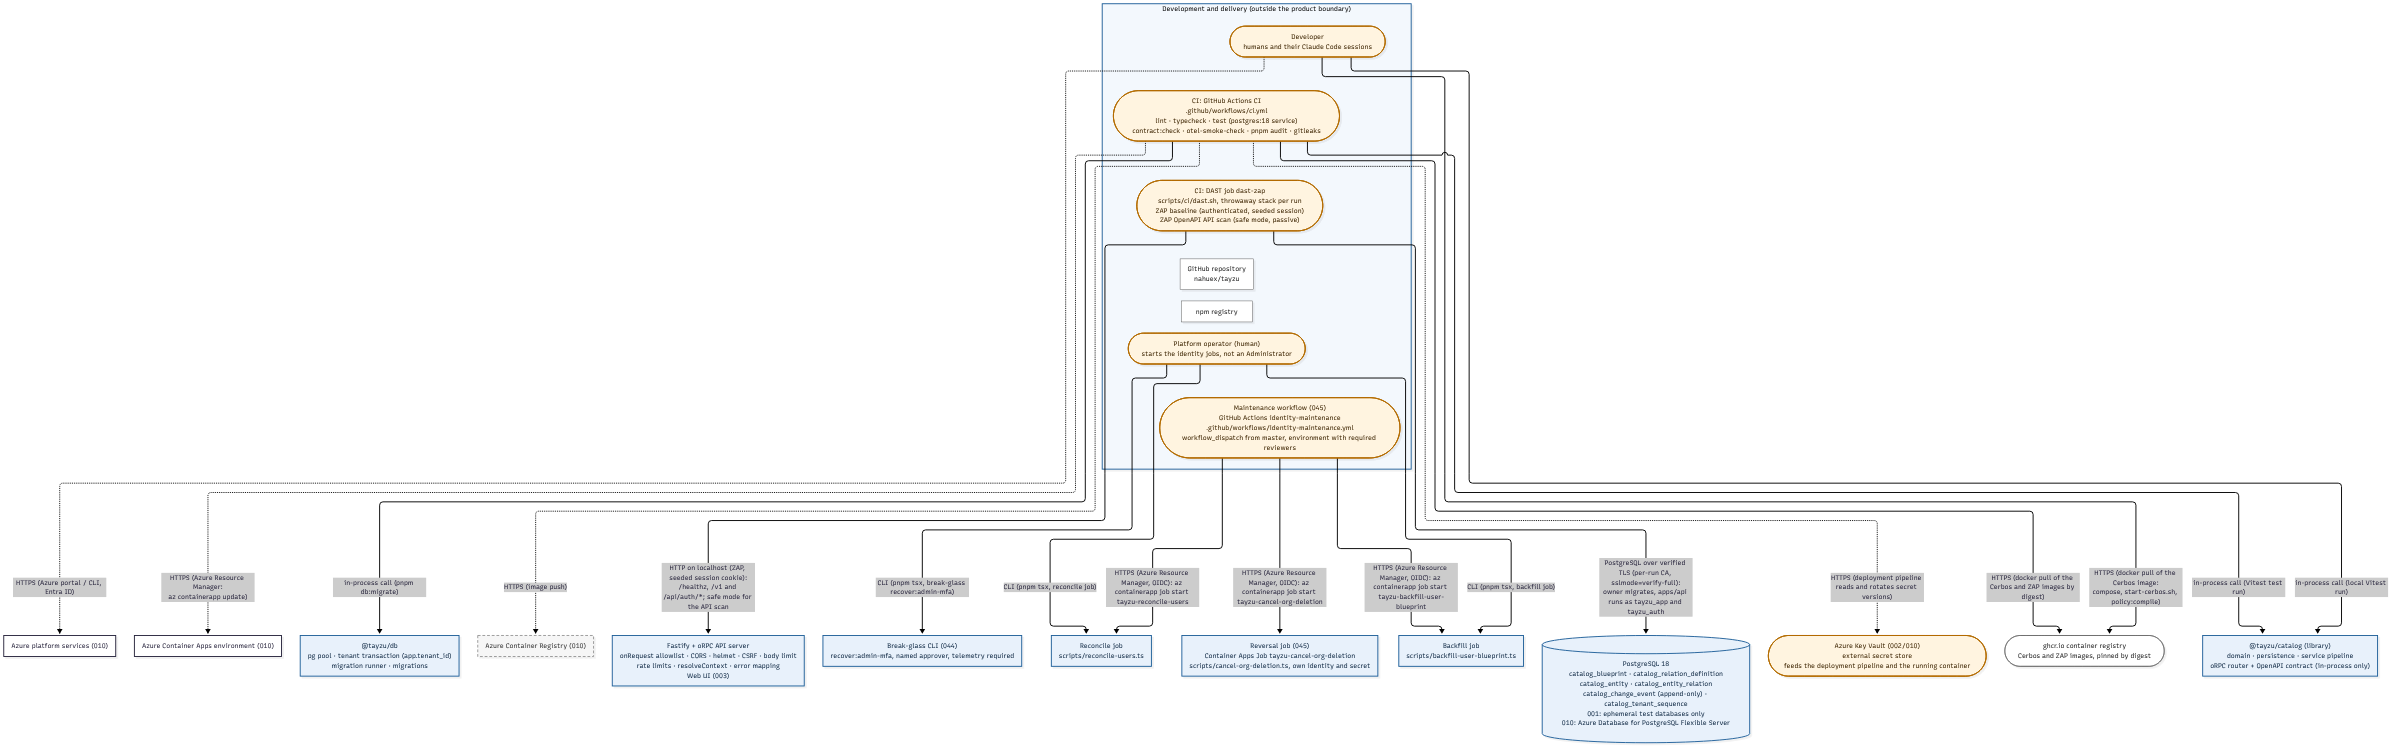 Development and delivery (outside the product boundary)
Developer
humans and their Claude Code sessions
CI: GitHub Actions CI
.github/workflows/ci.yml
lint · typecheck · test (postgres:18 service)
contract:check · otel-smoke-check · pnpm audit · gitleaks
CI: DAST job dast-zap
scripts/ci/dast.sh, throwaway stack per run
ZAP baseline (authenticated, seeded session)
ZAP OpenAPI API scan (safe mode, passive)
GitHub repository
nahuex/tayzu
npm registry
Platform operator (human)
starts the identity jobs, not an Administrator
Maintenance workflow (045)
GitHub Actions identity-maintenance
.github/workflows/identity-maintenance.yml
workflow_dispatch from master, environment with required
reviewers
HTTPS (Azure portal / CLI,
Entra ID)
HTTPS (Azure Resource
Manager:
az containerapp update)
in-process call (pnpm
db:migrate)
HTTPS (image push)
HTTP on localhost (ZAP,
seeded session cookie):
/healthz, /v1 and
/api/auth/*; safe mode for
the API scan
CLI (pnpm tsx, break-glass
recover:admin-mfa)
CLI (pnpm tsx, reconcile job)
HTTPS (Azure Resource
Manager, OIDC): az
containerapp job start
tayzu-reconcile-users
HTTPS (Azure Resource
Manager, OIDC): az
containerapp job start
tayzu-cancel-org-deletion
HTTPS (Azure Resource
Manager, OIDC): az
containerapp job start
tayzu-backfill-user-
blueprint
CLI (pnpm tsx, backfill job)
PostgreSQL over verified
TLS (per-run CA,
sslmode=verify-full):
owner migrates, apps/api
runs as tayzu_app and
tayzu_auth
HTTPS (deployment pipeline
reads and rotates secret
versions)
HTTPS (docker pull of the
Cerbos and ZAP images by
digest)
HTTPS (docker pull of the
Cerbos image:
compose, start-cerbos.sh,
policy:compile)
in-process call (Vitest test
run)
in-process call (local Vitest
run)
Azure platform services (010)
Azure Container Apps environment (010)
@tayzu/db
pg pool · tenant transaction (app.tenant_id)
migration runner · migrations
Azure Container Registry (010)
Fastify + oRPC API server
onRequest allowlist · CORS · helmet · CSRF · body limit
rate limits · resolveContext · error mapping
Web UI (003)
Break-glass CLI (044)
recover:admin-mfa, named approver, telemetry required
Reconcile job
scripts/reconcile-users.ts
Reversal job (045)
Container Apps Job tayzu-cancel-org-deletion
scripts/cancel-org-deletion.ts, own identity and secret
Backfill job
scripts/backfill-user-blueprint.ts
PostgreSQL 18
catalog_blueprint · catalog_relation_definition
catalog_entity · catalog_entity_relation
catalog_change_event (append-only) ·
catalog_tenant_sequence
001: ephemeral test databases only
010: Azure Database for PostgreSQL Flexible Server
Azure Key Vault (002/010)
external secret store
feeds the deployment pipeline and the running container
ghcr.io container registry
Cerbos and ZAP images, pinned by digest
@tayzu/catalog (library)
domain · persistence · service pipeline
oRPC router + OpenAPI contract (in-process only)